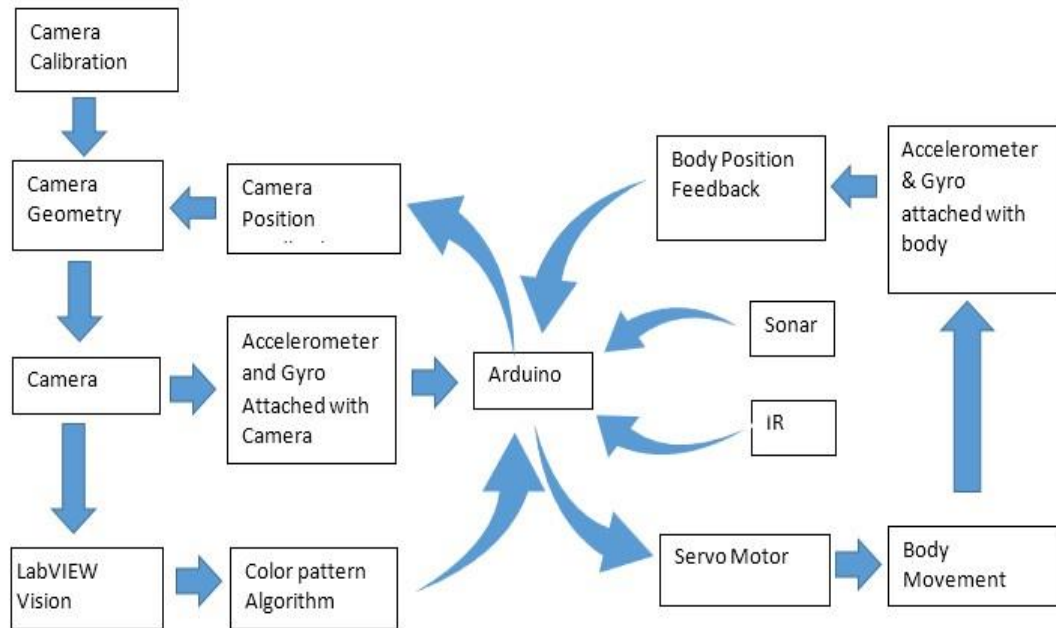 Camera
Calibration
Camera
Geometry
Camera
Position
Body Position
Feedback
Accelerometer
& Gyro
attached with
body
Camera
Accelerometer
and Gyro
Attached with
Camera
Arduino
Sonar
IR
LabVIEW
Vision
Color pattern
Algorithm
Servo Motor
Body
Movement